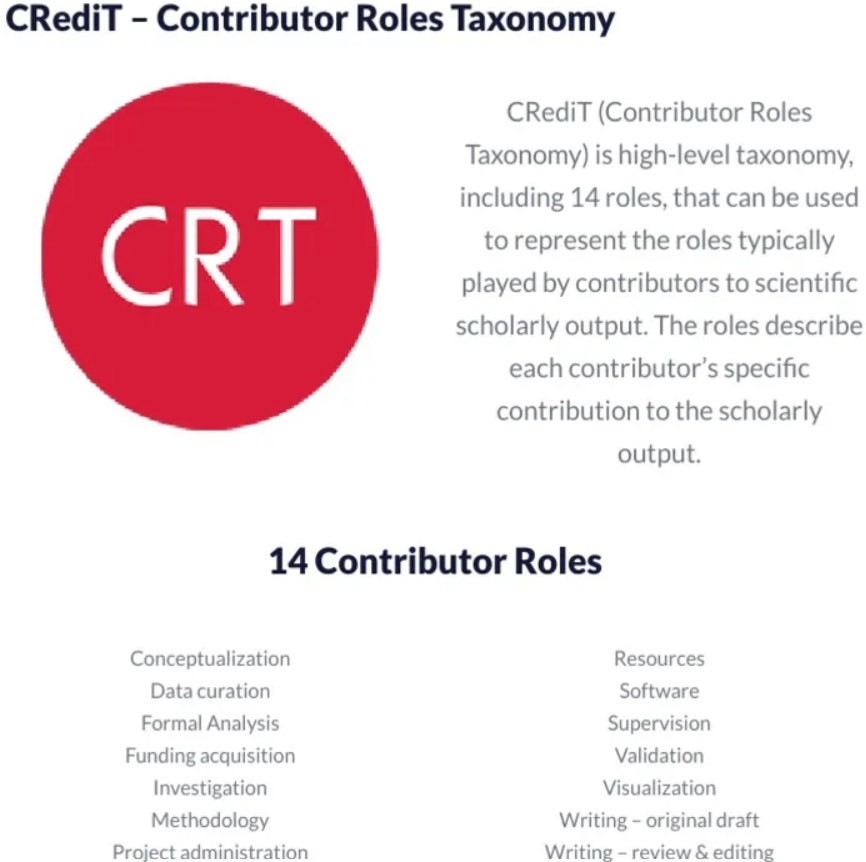 CRediT – Contributor Roles Taxonomy
CRT
CRediT (Contributor Roles
Taxonomy) is high-level taxonomy,
including 14 roles, that can be used
to represent the roles typically
played by contributors to scientific
scholarly output. The roles describe
each contributor’s specific
contribution to the scholarly
output.
14 Contributor Roles
Conceptualization
Data curation
Formal Analysis
Funding acquisition
Investigation
Methodology
Project administration
Resources
Software
Supervision
Validation
Visualization
Writing – original draft
Writing – review & editing